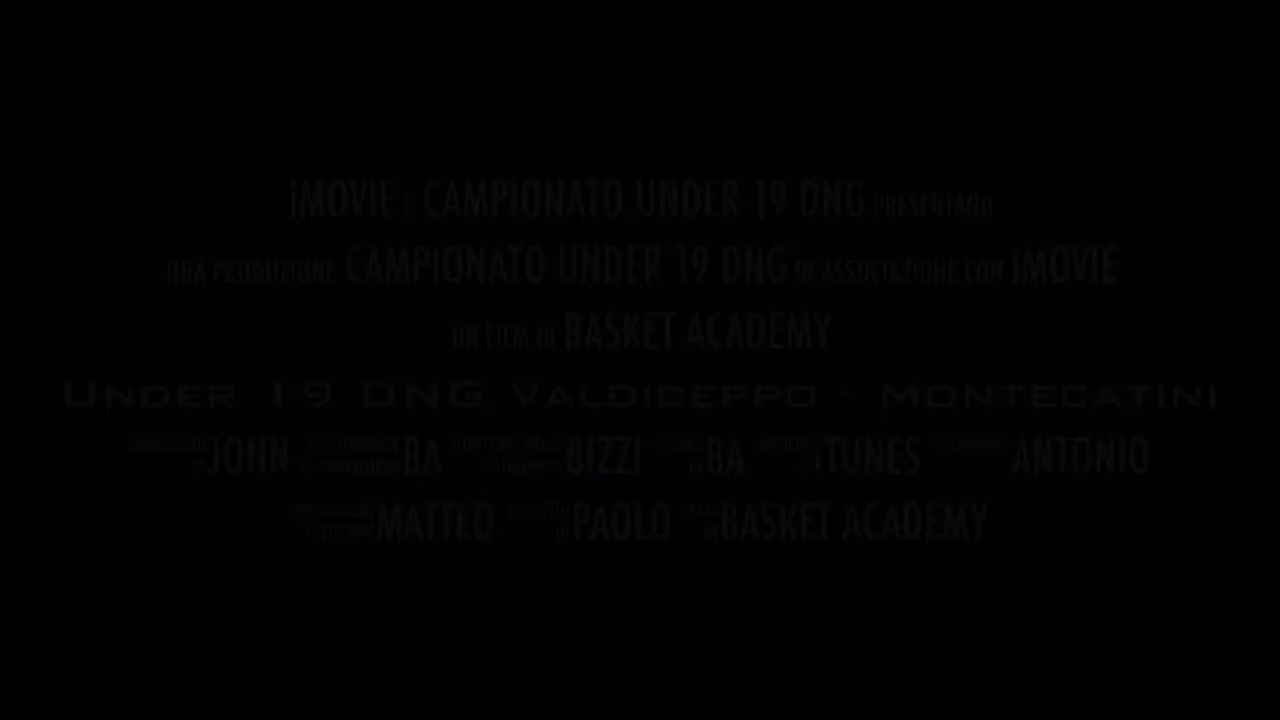 iMOVIE E CAMPIONATO UNDER 19 DNG PRESENTANO
UNA PRODUZIONE CAMPIONATO UNDER 19 DNG IN ASSOCIAZIONE CON iMOVIE
UN FILM DI BASKET ACADEMY
UNDER 19 DNG VALDICEPPO - MONTECATINI
JOHN BA BIZZI BA iTUNES ANTONIO
MATTEO PAOLO BASKET ACADEMY